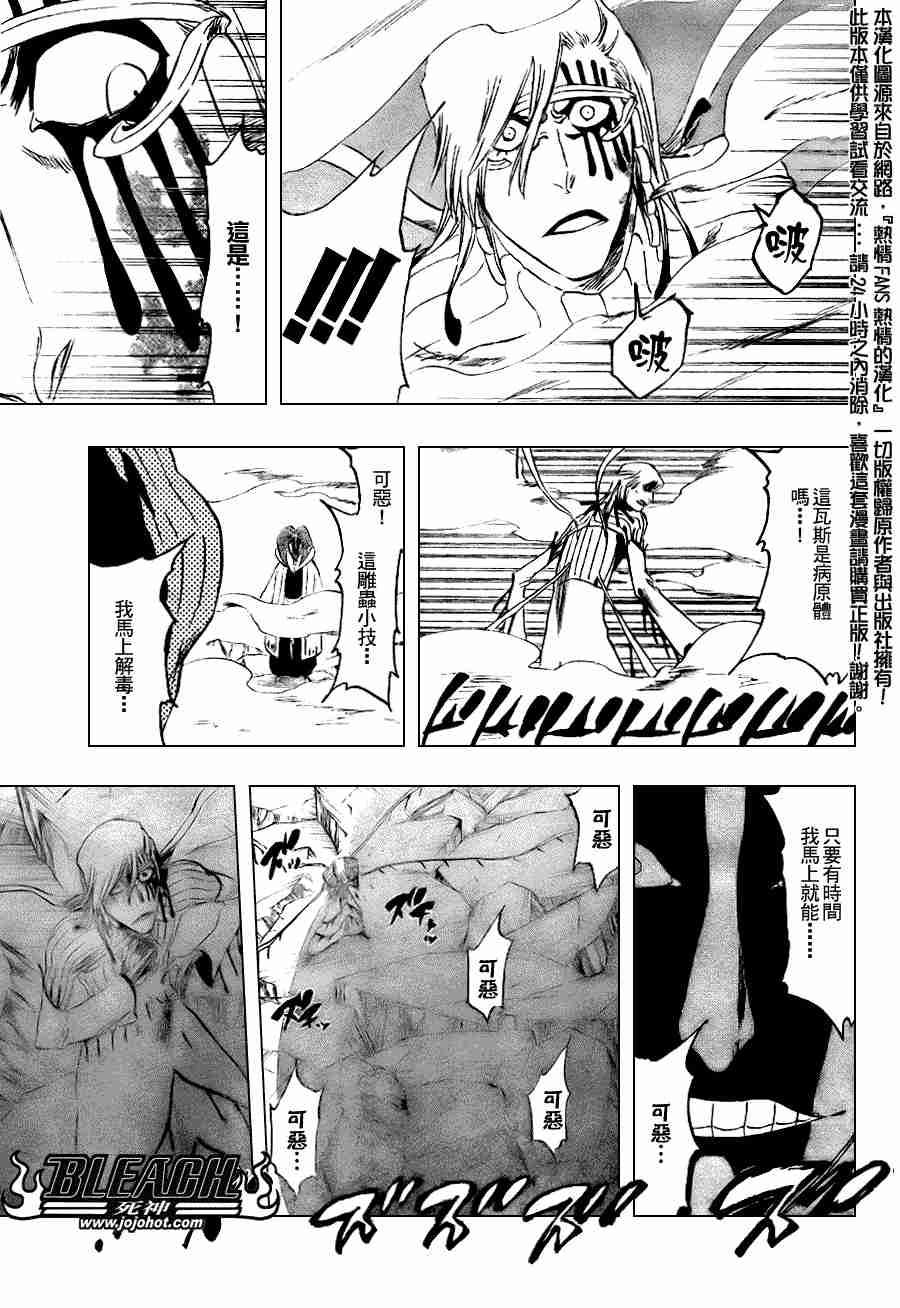 本漢化圖源來自於網路，『熱情FANS 熱情的漢化』一切版權歸原作者與出版社擁有！
此版本僅供學習試看交流……請24小時之內消除，喜歡這套漫畫請購買正版!!謝謝。
啵
啵
!!!
這是……！
這瓦斯是病原體
嗎…！
可惡！
這雕蟲小技…
我馬上解毒…
只要有時間
我馬上就能……
可惡…
可惡
可惡
可惡
可惡…
ズズズ
ズ
BLEACH
死神
www.jojohot.com